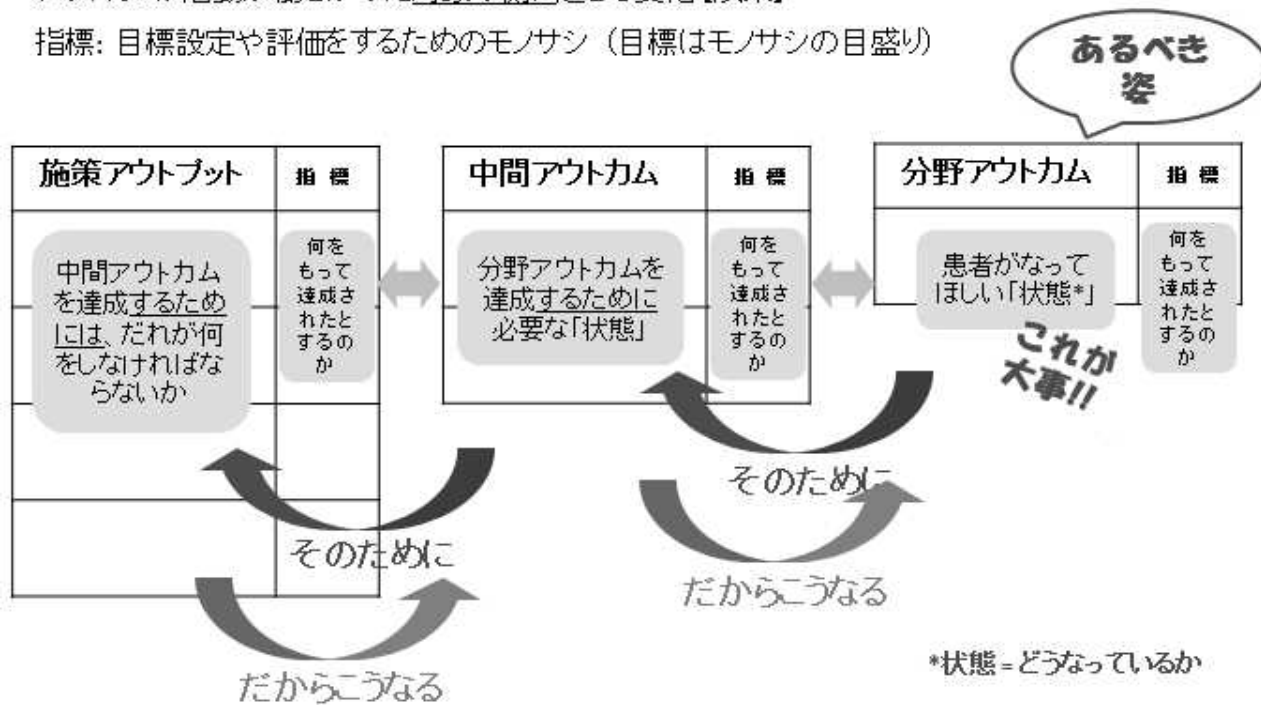 指標: 目標設定や評価をするためのモノサシ（目標はモノサシの目盛り）
あるべき
姿
施策アウトプット
指標
中間アウトカム
を達成するため
には、だれが何
をしなければな
らないか
何を
もって
達成さ
れたと
するの
か
中間アウトカム
指標
分野アウトカムを
達成するために
必要な「状態」
何を
もって
達成さ
れたと
するの
か
分野アウトカム
指標
患者がなって
ほしい「状態*」
何を
もって
達成さ
れたと
するの
か
これが
大事!!
そのために
だからこうなる
そのために
だからこうなる
*状態=どうなっているか